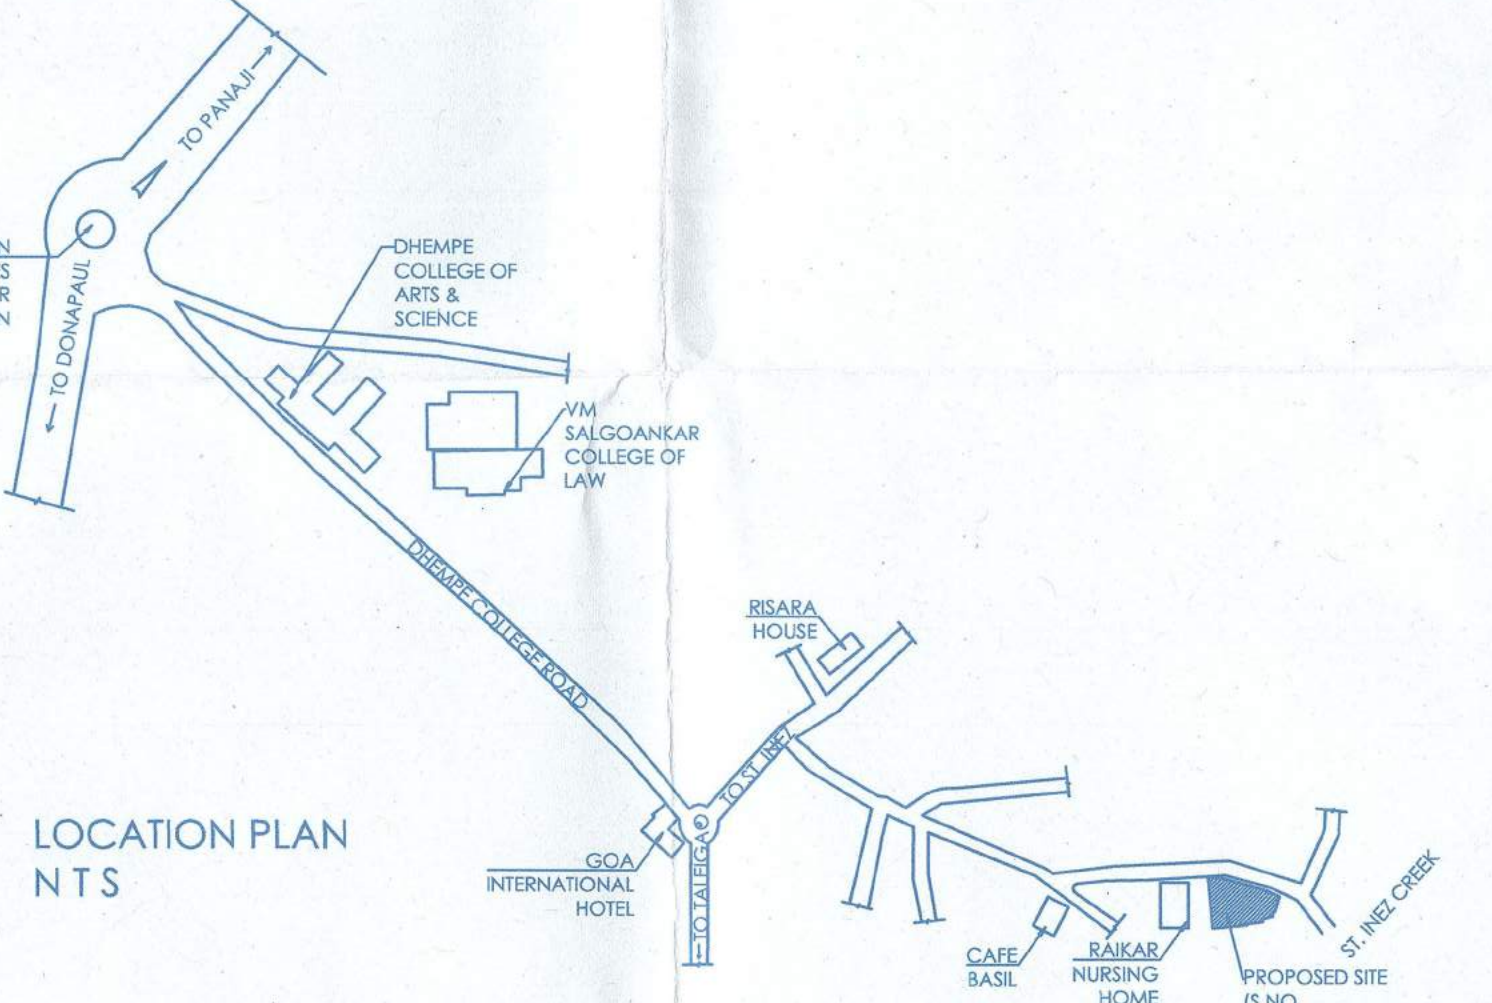 TO PANAJI
TO DONAPAUL
DHEMPE
COLLEGE OF
ARTS &
SCIENCE
VM
SALGOANKAR
COLLEGE OF
LAW
DHEMPE COLLEGE ROAD
RISARA
HOUSE
TO ST. INEZ
LOCATION PLAN
NTS
GOA
INTERNATIONAL
HOTEL
TO TALEIGAO
CAFE
BASIL
RAIKAR
NURSING
HOME
PROPOSED SITE
(S.NO.
ST. INEZ CREEK